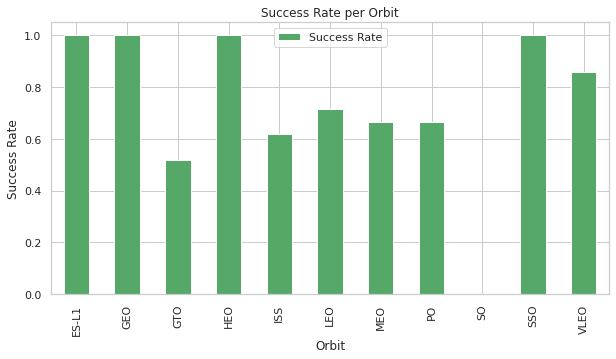 Success Rate per Orbit
Success Rate
1.0
0.8
0.6
0.4
0.2
0.0
Success Rate
ES-L1
GEO
GTO
HEO
ISS
LEO
MEO
PO
SO
SSO
VLEO
Orbit